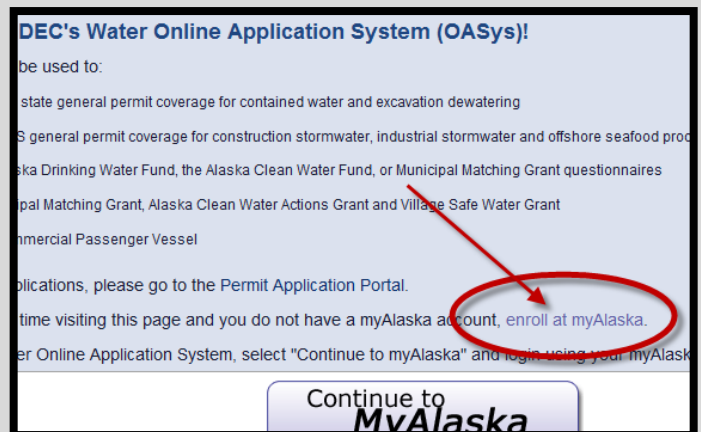 DEC's Water Online Application System (OASys)!
be used to:
state general permit coverage for contained water and excavation dewatering
S general permit coverage for construction stormwater, industrial stormwater and offshore seafood proc
ska Drinking Water Fund, the Alaska Clean Water Fund, or Municipal Matching Grant questionnaires
ipal Matching Grant, Alaska Clean Water Actions Grant and Village Safe Water Grant
mmercial Passenger Vessel
plications, please go to the Permit Application Portal.
time visiting this page and you do not have a myAlaska account, enroll at myAlaska.
er Online Application System, select "Continue to myAlaska" and login using your myAlask
Continue to
MyAlaska